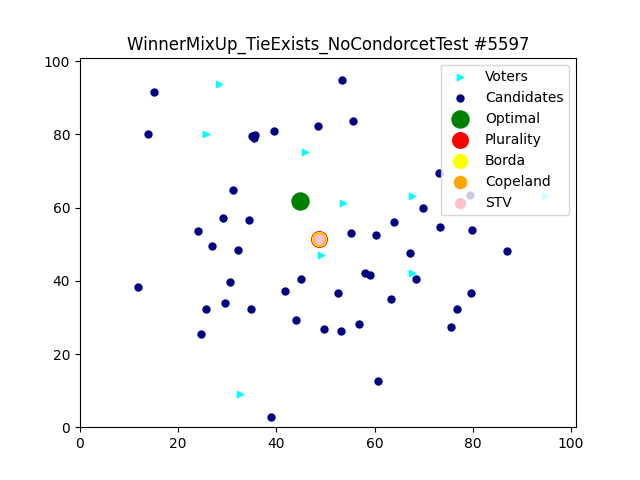 WinnerMixUp_TieExists_NoCondorcetTest #5597
100
80
60
40
20
0
0
20
40
60
80
100
Voters
Candidates
Optimal
Plurality
Borda
Copeland
STV